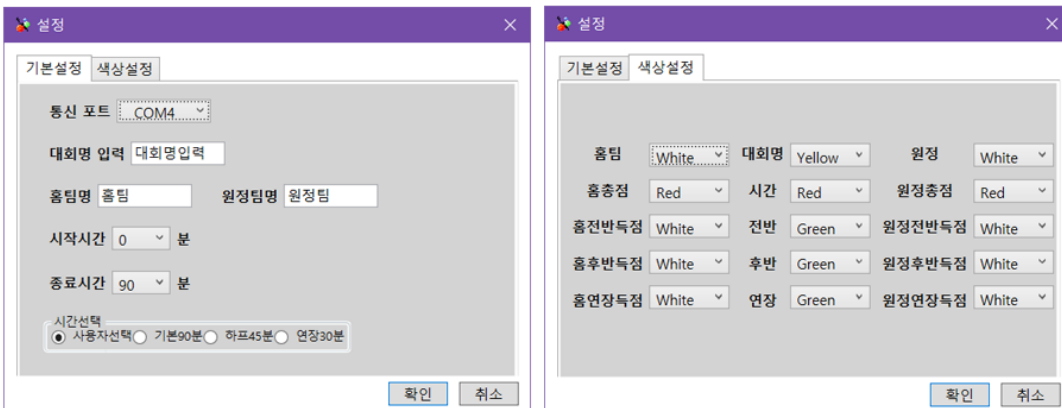 설정
기본설정 색상설정
통신 포트 COM4
대회명 입력 대회명입력
홈팀명 홈팀 원정팀명 원정팀
시작시간 0 분
종료시간 90 분
시간선택
사용자선택 기본90분 하프45분 연장30분
확인 취소
설정
기본설정 색상설정
홈팀 White 대회명 Yellow 원정 White
홈총점 Red 시간 Red 원정총점 Red
홈전반득점 White 전반 Green 원정전반득점 White
홈후반득점 White 후반 Green 원정후반득점 White
홈연장득점 White 연장 Green 원정연장득점 White
확인 취소